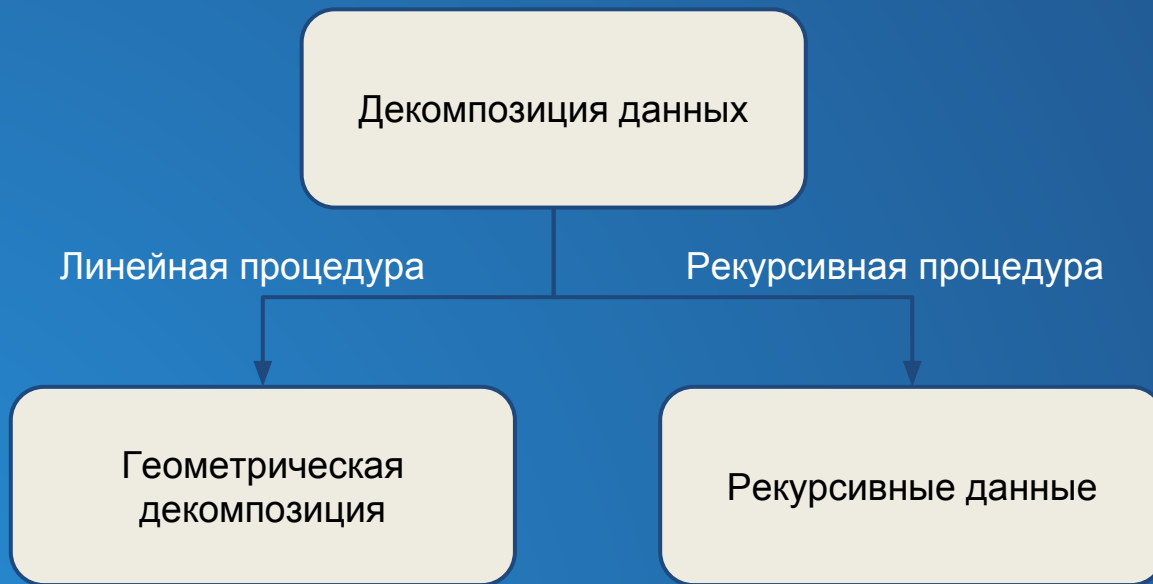 Декомпозиция данных
Линейная процедура
Рекурсивная процедура
Геометрическая
декомпозиция
Рекурсивные данные